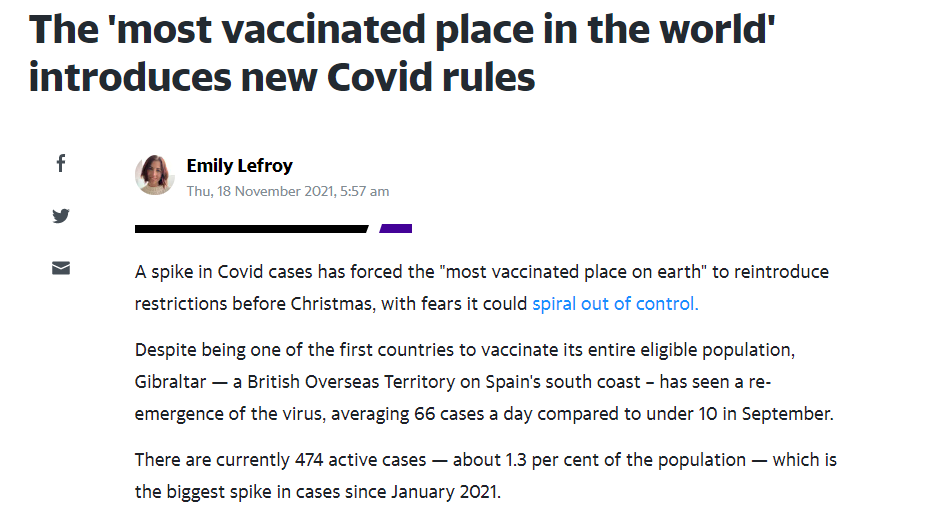 The 'most vaccinated place in the world'
introduces new Covid rules
Emily Lefroy
Thu, 18 November 2021, 5:57 am
A spike in Covid cases has forced the "most vaccinated place on earth" to reintroduce
restrictions before Christmas, with fears it could spiral out of control.
Despite being one of the first countries to vaccinate its entire eligible population,
Gibraltar — a British Overseas Territory on Spain's south coast – has seen a re-
emergence of the virus, averaging 66 cases a day compared to under 10 in September.
There are currently 474 active cases — about 1.3 per cent of the population — which is
the biggest spike in cases since January 2021.